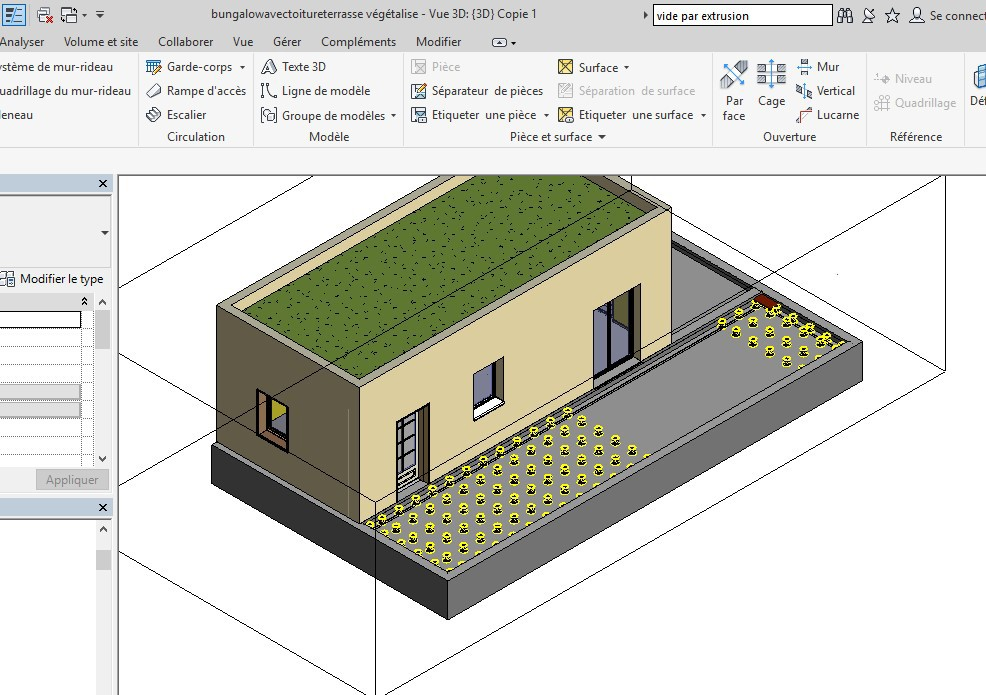 bungalowavectoitureterrasse végétalise - Vue 3D: {3D} Copie 1
vide par extrusion
Se connect
Analyser Volume et site Collaborer Vue Gérer Compléments Modifier
ystème de mur-rideau
uadrillage du mur-rideau
eneau
Garde-corps
Rampe d'accès
Escalier
Circulation
Texte 3D
Ligne de modèle
Groupe de modèles
Modèle
Pièce
Séparateur de pièces
Etiqueter une pièce
Surface
Séparation de surface
Etiqueter une surface
Pièce et surface
Par
face
Cage
Mur
Vertical
Lucarne
Ouverture
Niveau
Quadrillage
Référence
Dét
Modifier le type
Appliquer